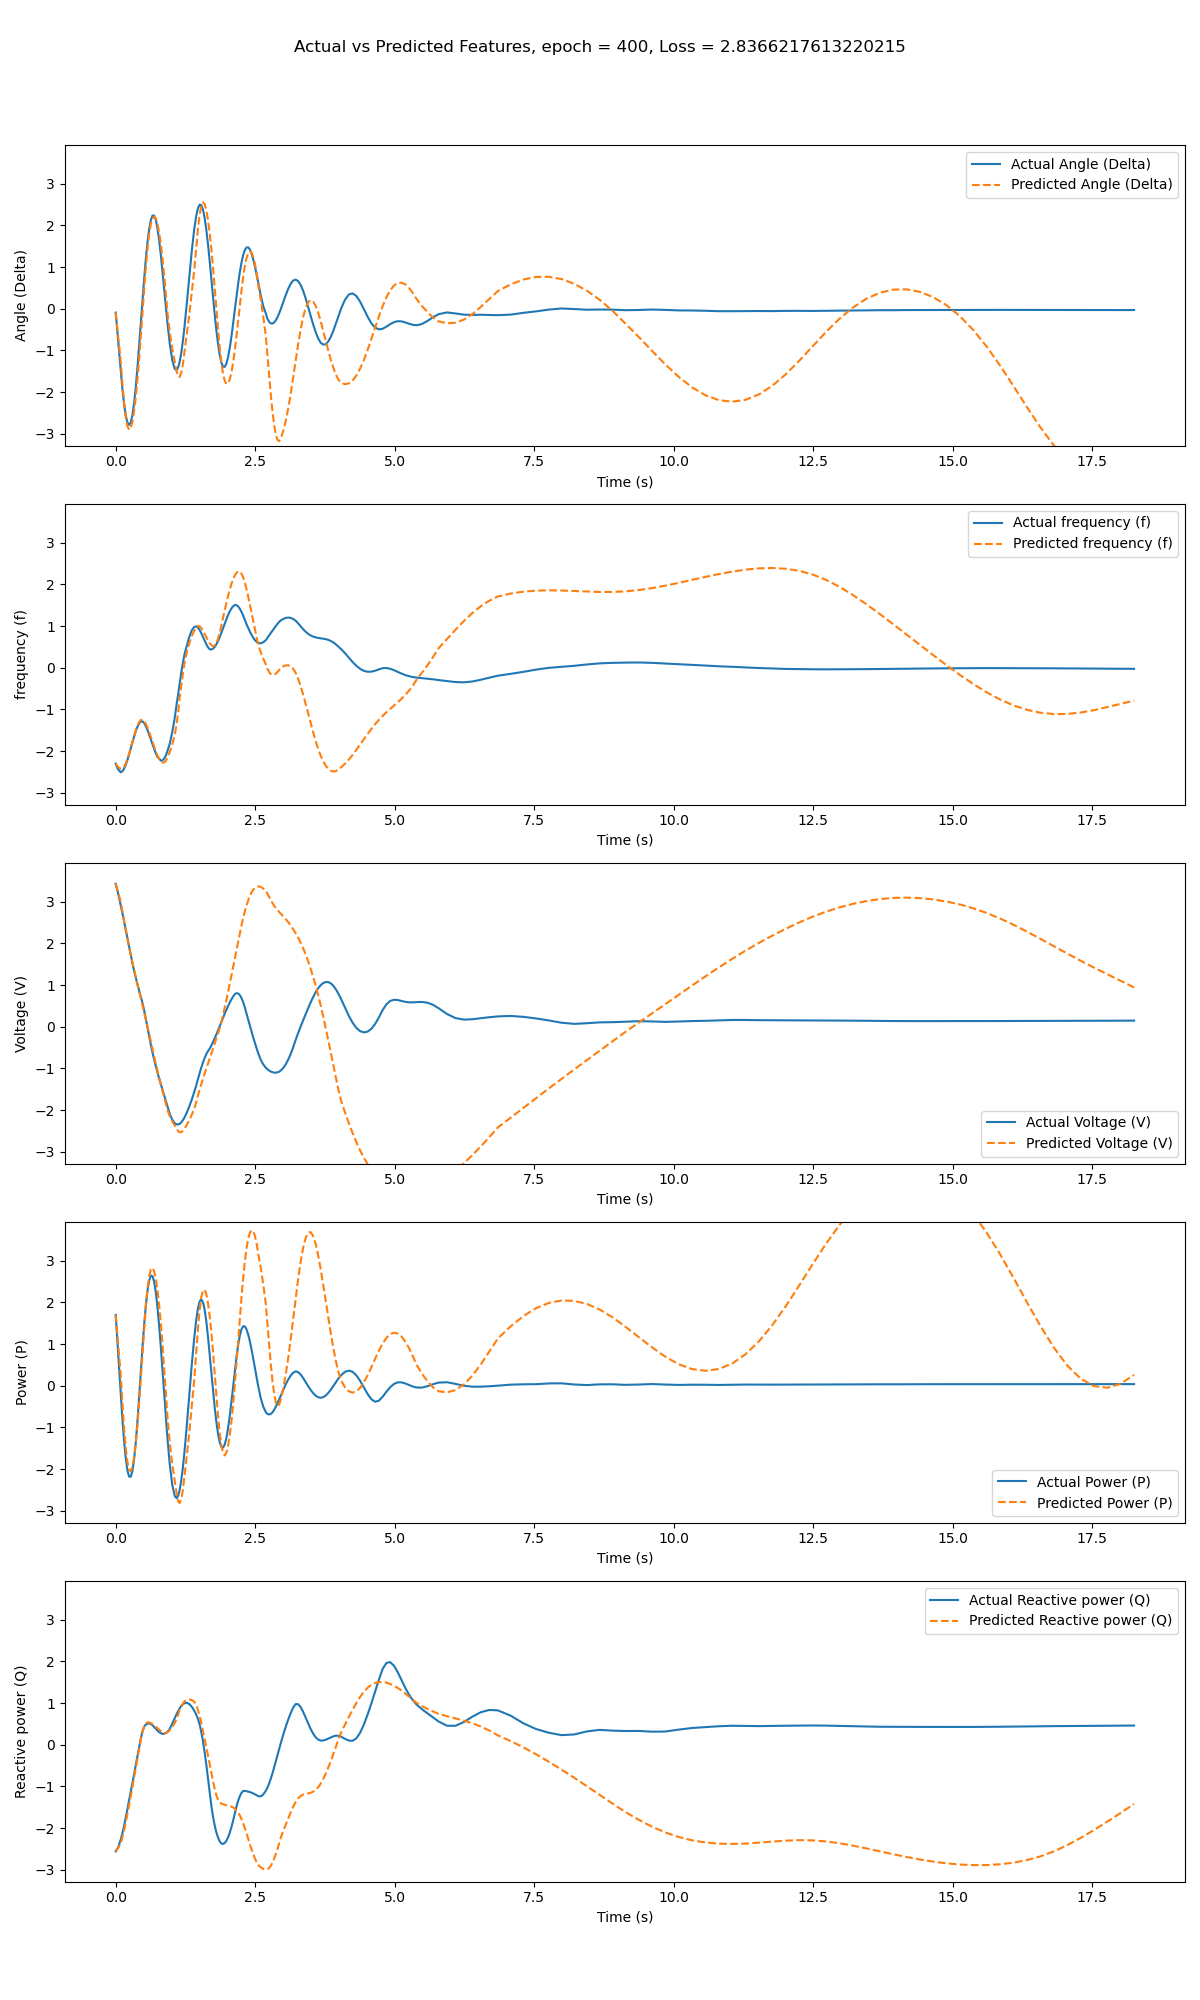 Actual vs Predicted Features, epoch = 400, Loss = 2.8366217613220215
Angle (Delta)
3
2
1
0
−1
−2
−3
Actual Angle (Delta)
Predicted Angle (Delta)
0.0 2.5 5.0 7.5 10.0 12.5 15.0 17.5
Time (s)
frequency (f)
3
2
1
0
−1
−2
−3
Actual frequency (f)
Predicted frequency (f)
0.0 2.5 5.0 7.5 10.0 12.5 15.0 17.5
Time (s)
Voltage (V)
3
2
1
0
−1
−2
−3
Actual Voltage (V)
Predicted Voltage (V)
0.0 2.5 5.0 7.5 10.0 12.5 15.0 17.5
Time (s)
Power (P)
3
2
1
0
−1
−2
−3
Actual Power (P)
Predicted Power (P)
0.0 2.5 5.0 7.5 10.0 12.5 15.0 17.5
Time (s)
Reactive power (Q)
3
2
1
0
−1
−2
−3
Actual Reactive power (Q)
Predicted Reactive power (Q)
0.0 2.5 5.0 7.5 10.0 12.5 15.0 17.5
Time (s)